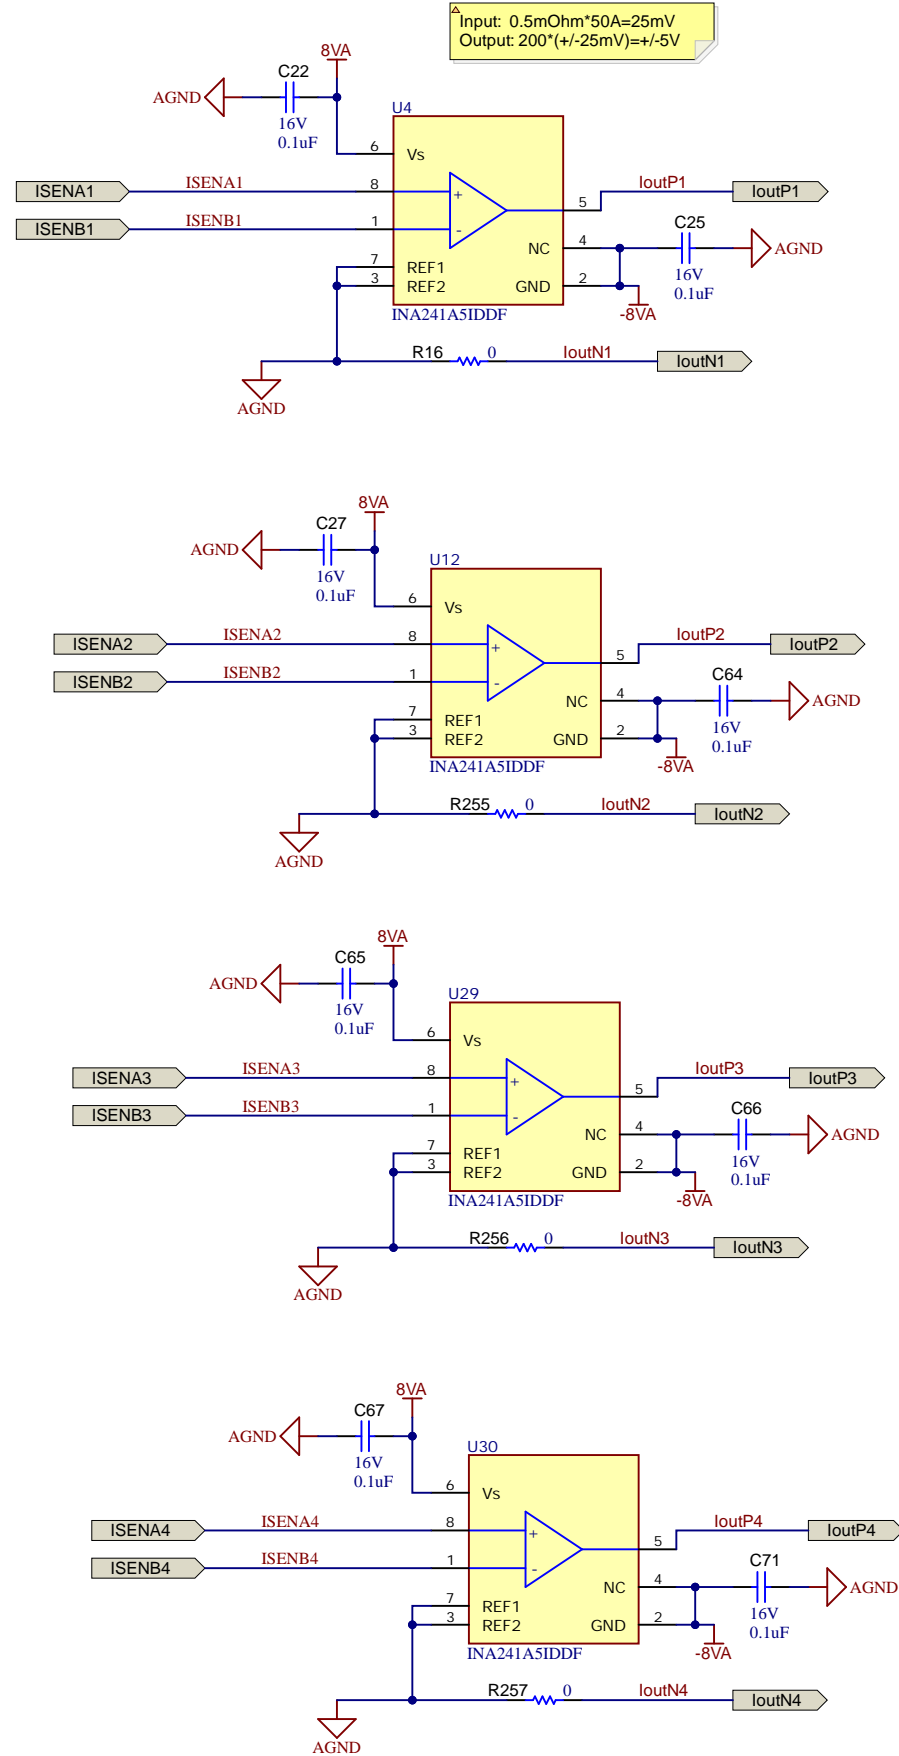 Input: 0.5mOhm*50A=25mV
Output: 200*(+/-25mV)=+/-5V
8VA
C22
AGND
16V
0.1uF
U4
6
Vs
ISENA1
ISENA1
8
+
IoutP1
IoutP1
5
ISENB1
ISENB1
1
-
C25
NC
4
AGND
7
REF1
16V
3
REF2
GND
2
0.1uF
INA241A5IDDF
-8VA
R16
0
IoutN1
IoutN1
AGND
8VA
C27
AGND
16V
0.1uF
U12
6
Vs
ISENA2
ISENA2
8
+
IoutP2
IoutP2
5
ISENB2
ISENB2
1
-
C64
NC
4
AGND
7
REF1
16V
3
REF2
GND
2
0.1uF
INA241A5IDDF
-8VA
R255
0
IoutN2
IoutN2
AGND
8VA
C65
AGND
16V
0.1uF
U29
6
Vs
ISENA3
ISENA3
8
+
IoutP3
IoutP3
5
ISENB3
ISENB3
1
-
C66
NC
4
AGND
7
REF1
16V
3
REF2
GND
2
0.1uF
INA241A5IDDF
-8VA
R256
0
IoutN3
IoutN3
AGND
8VA
C67
AGND
16V
0.1uF
U30
6
Vs
ISENA4
ISENA4
8
+
IoutP4
IoutP4
5
ISENB4
ISENB4
1
-
C71
NC
4
AGND
7
REF1
16V
3
REF2
GND
2
0.1uF
INA241A5IDDF
-8VA
R257
0
IoutN4
IoutN4
AGND